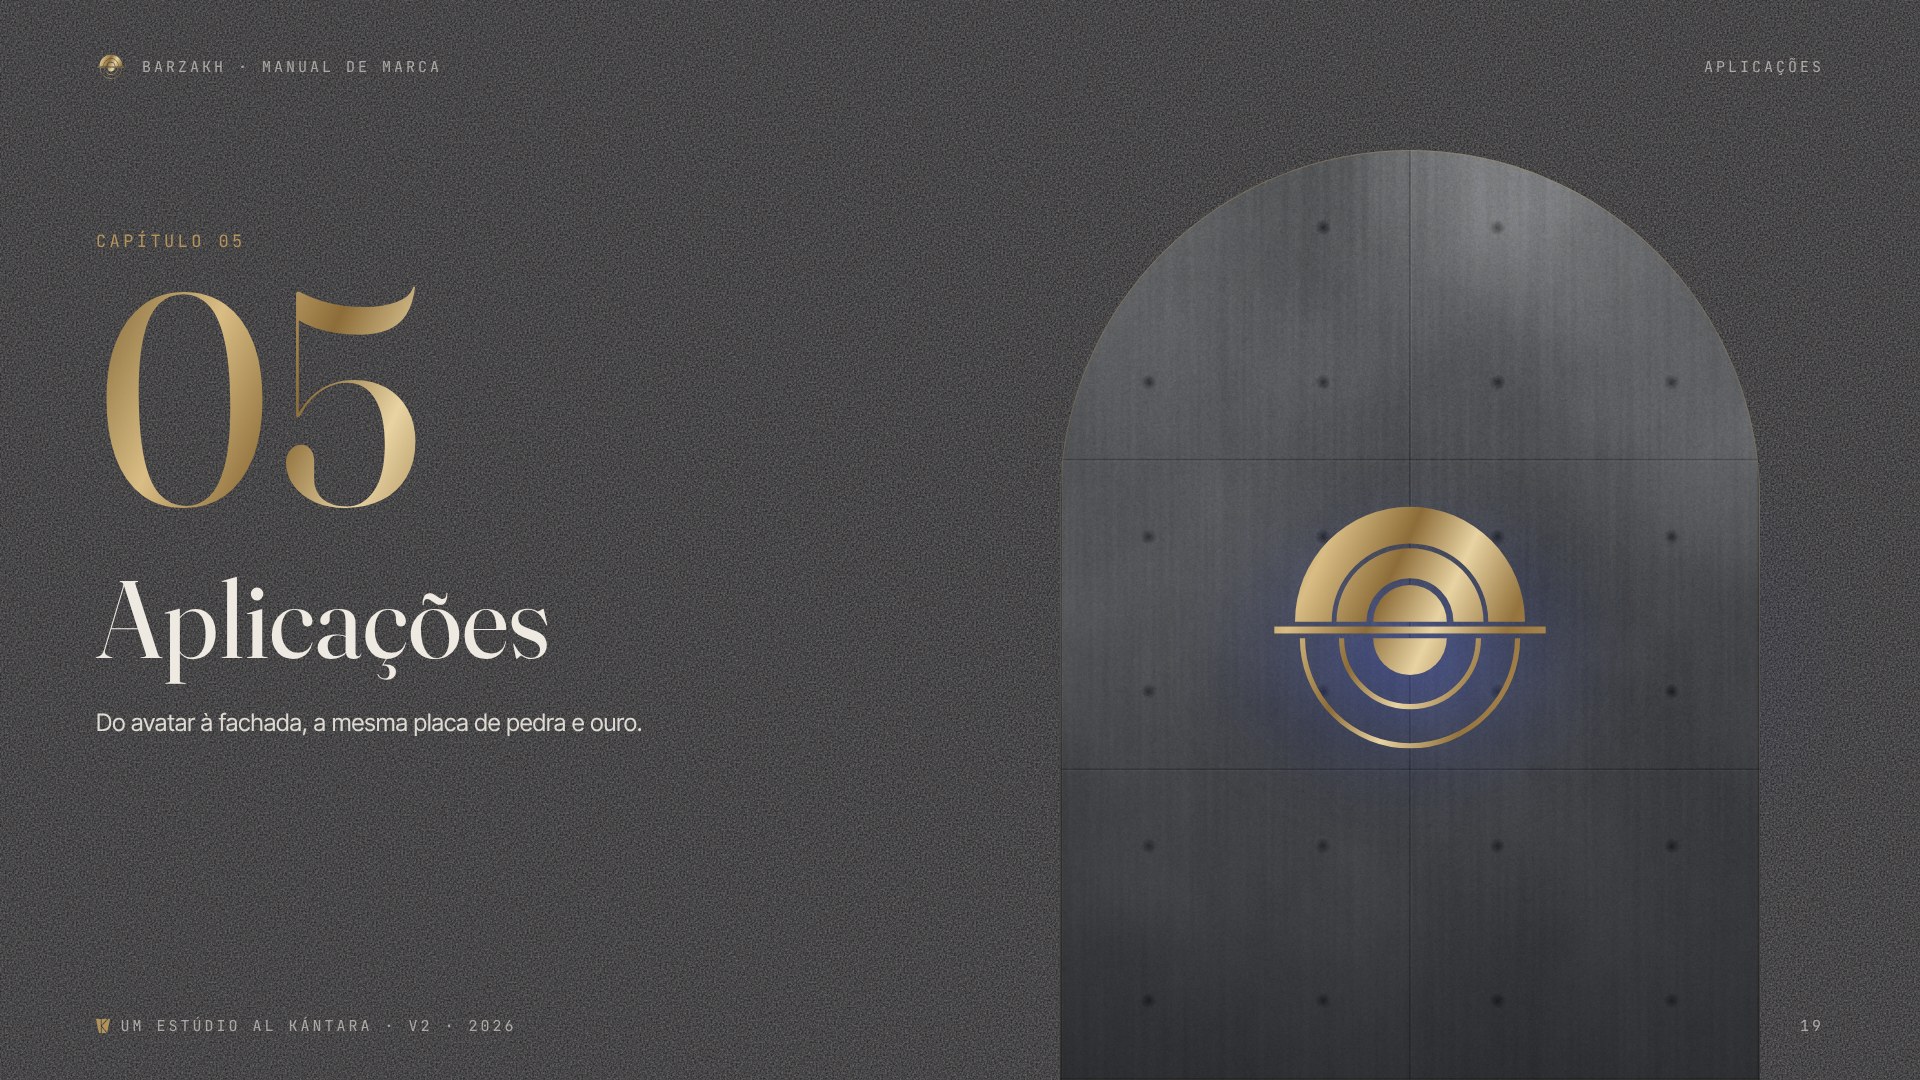 BARZAKH · MANUAL DE MARCA
APLICAÇÕES
CAPÍTULO 05
05
Aplicações
Do avatar à fachada, a mesma placa de pedra e ouro.
K UM ESTÚDIO AL KÁNTARA · V2 · 2026
19